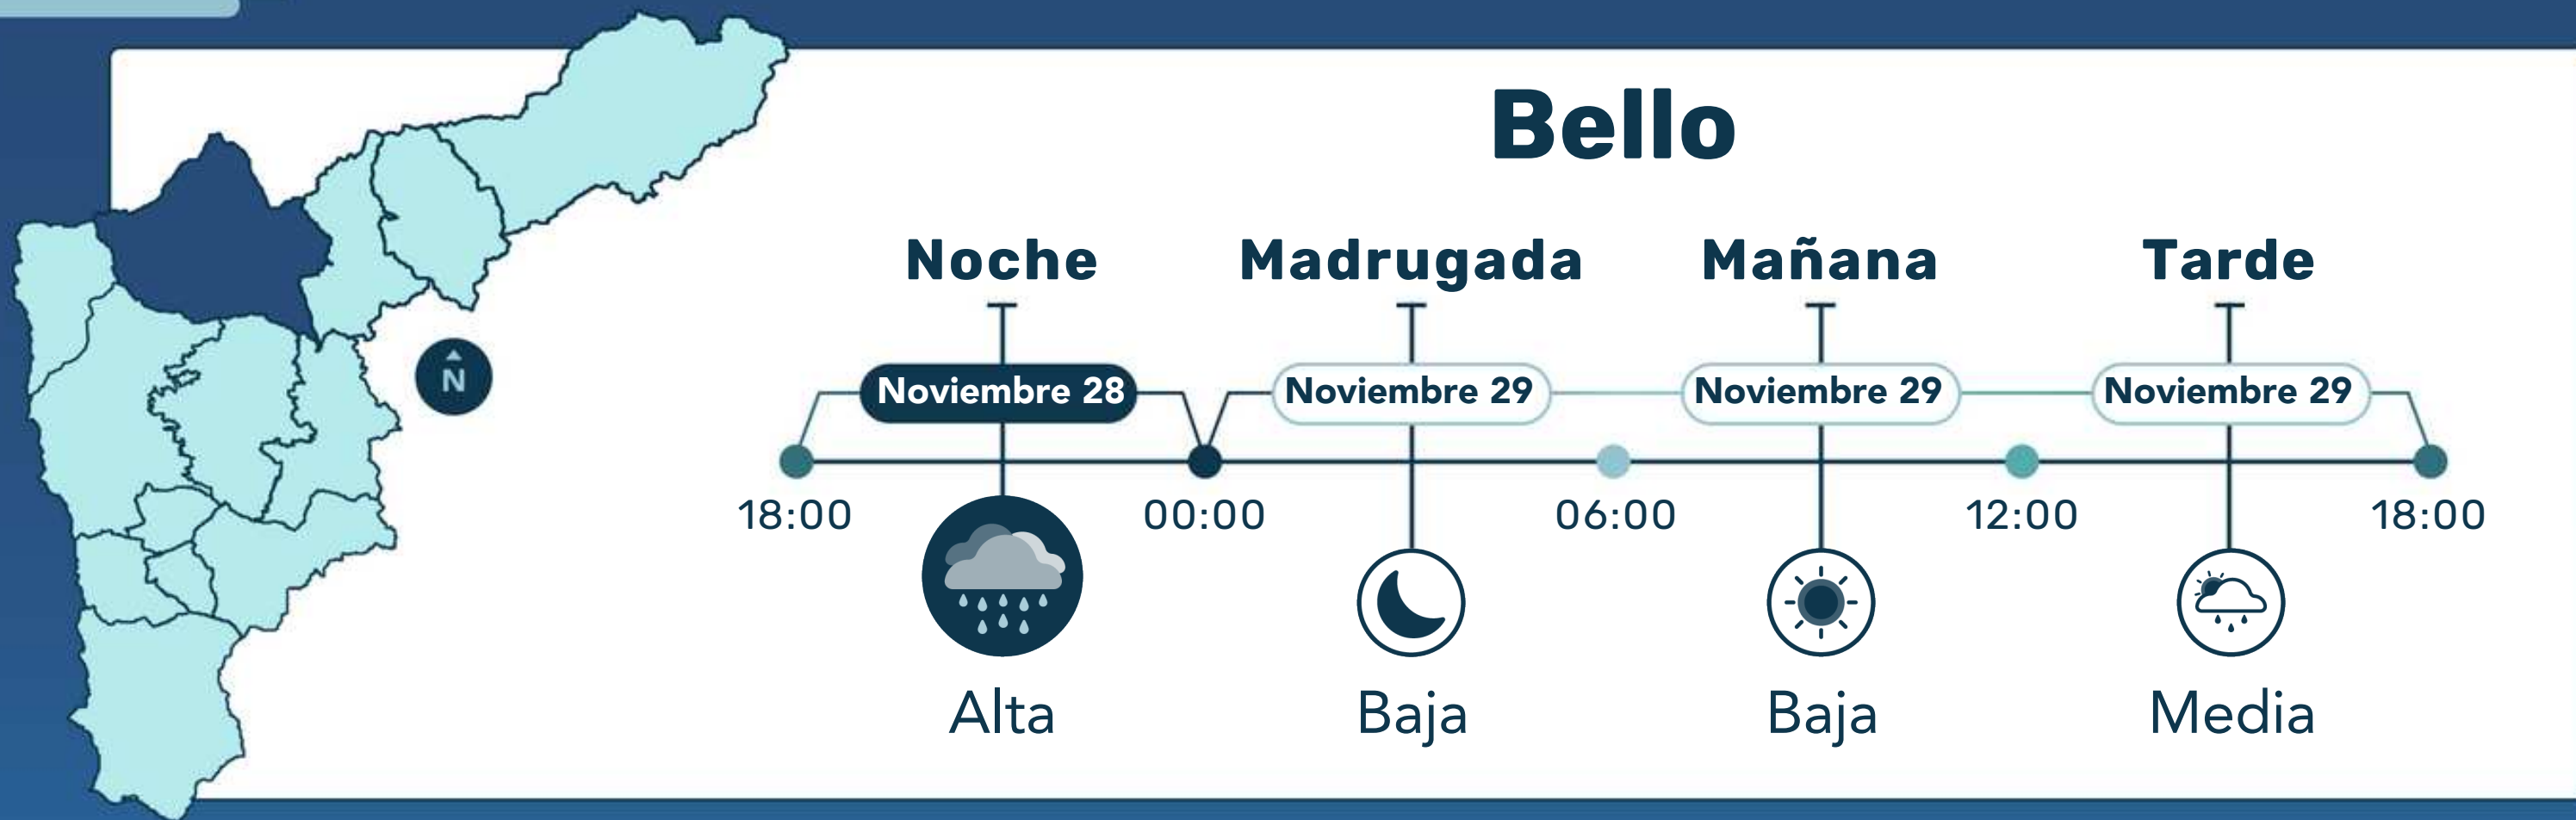 Bello
Noche Madrugada Mañana Tarde
Noviembre 28 Noviembre 29 Noviembre 29 Noviembre 29
N
18:00 00:00 06:00 12:00 18:00
Alta Baja Baja Media